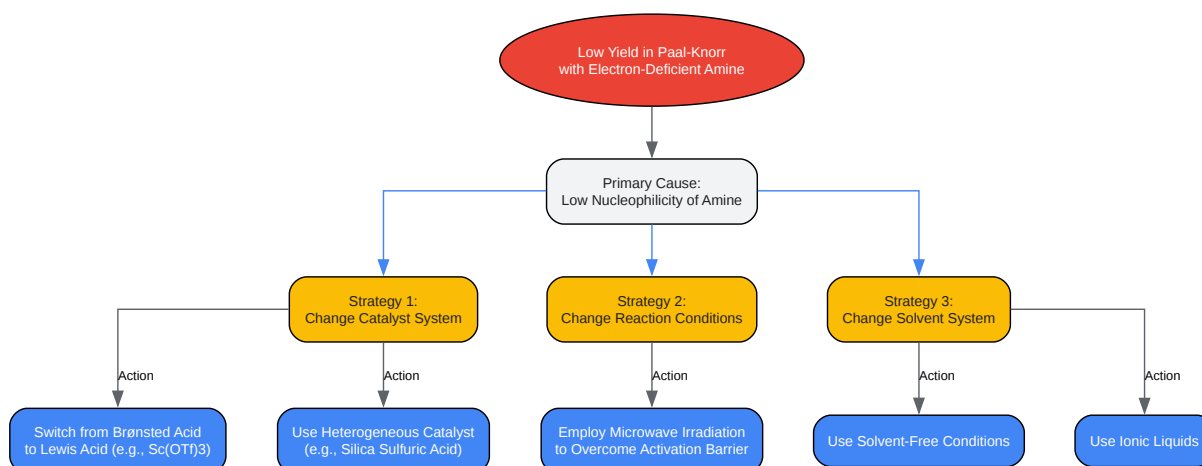 Low Yield in Paal-Knorr
with Electron-Deficient Amine
Primary Cause:
Low Nucleophilicity of Amine
Strategy 1:
Change Catalyst System
Strategy 2:
Change Reaction Conditions
Strategy 3:
Change Solvent System
Action
Action
Action
Action
Action
Switch from Brønsted Acid
to Lewis Acid (e.g., Sc(OTf)3)
Use Heterogeneous Catalyst
(e.g., Silica Sulfuric Acid)
Employ Microwave Irradiation
to Overcome Activation Barrier
Use Solvent-Free Conditions
Use Ionic Liquids